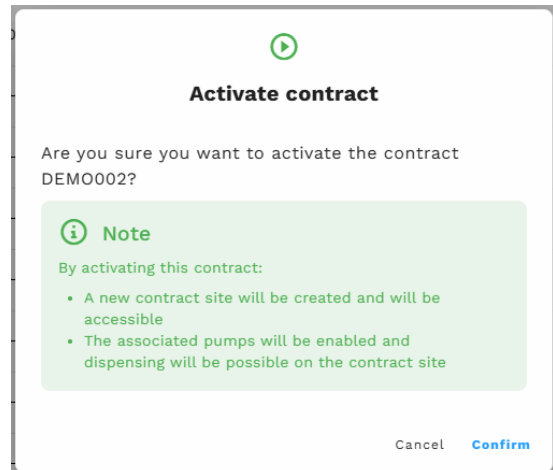 Activate contract
Are you sure you want to activate the contract
DEMO002?
Note
By activating this contract:
• A new contract site will be created and will be
accessible
• The associated pumps will be enabled and
dispensing will be possible on the contract site
Cancel Confirm